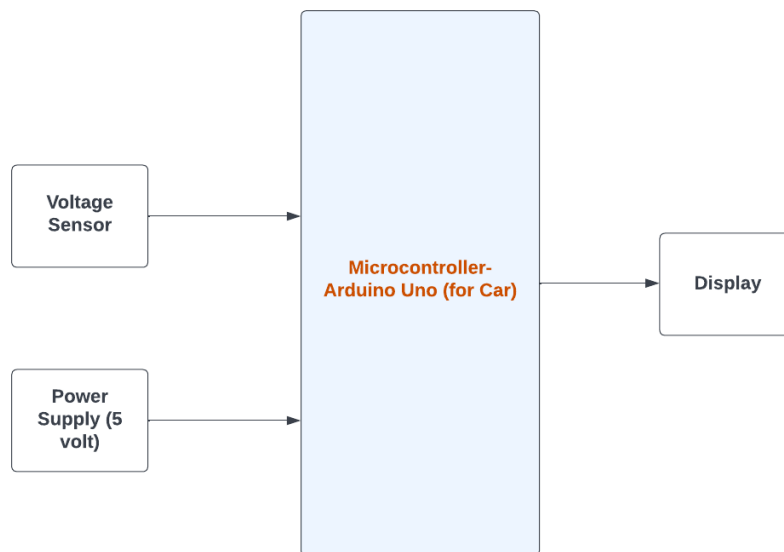 Voltage
Sensor
Microcontroller-
Arduino Uno (for Car)
Display
Power
Supply (5
volt)